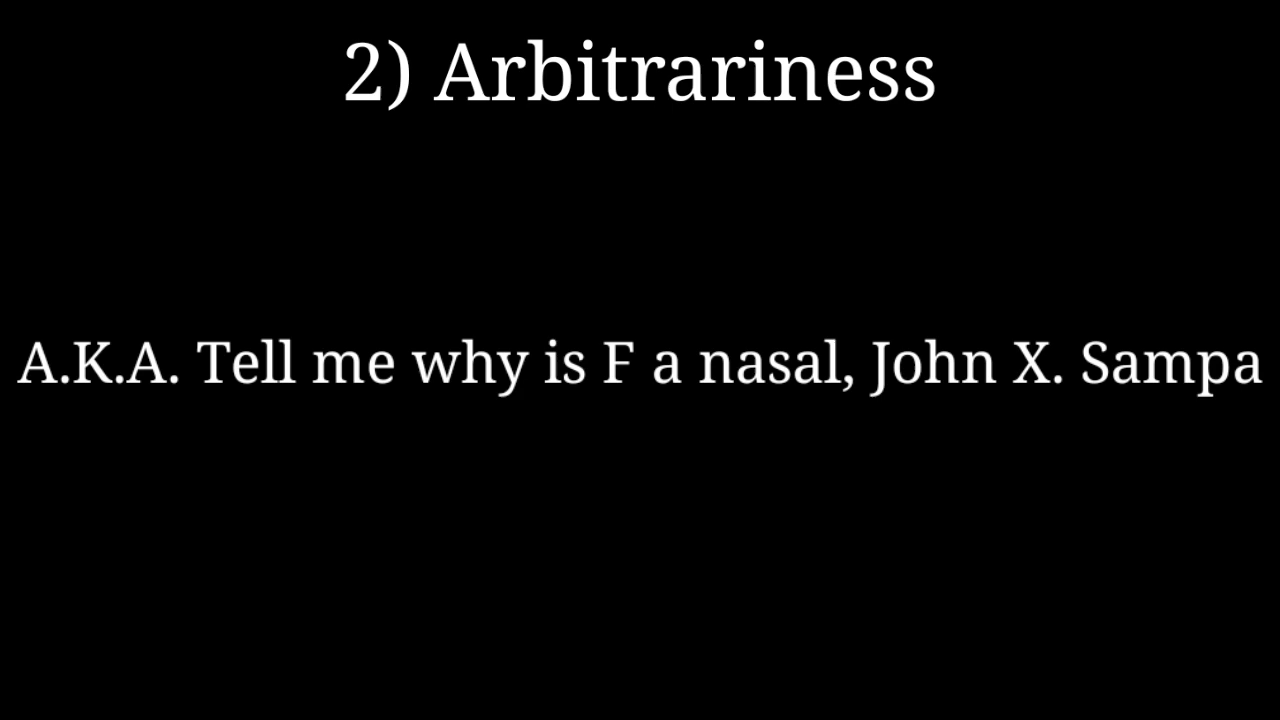 2) Arbitrariness
A.K.A. Tell me why is F a nasal, John X. Sampa